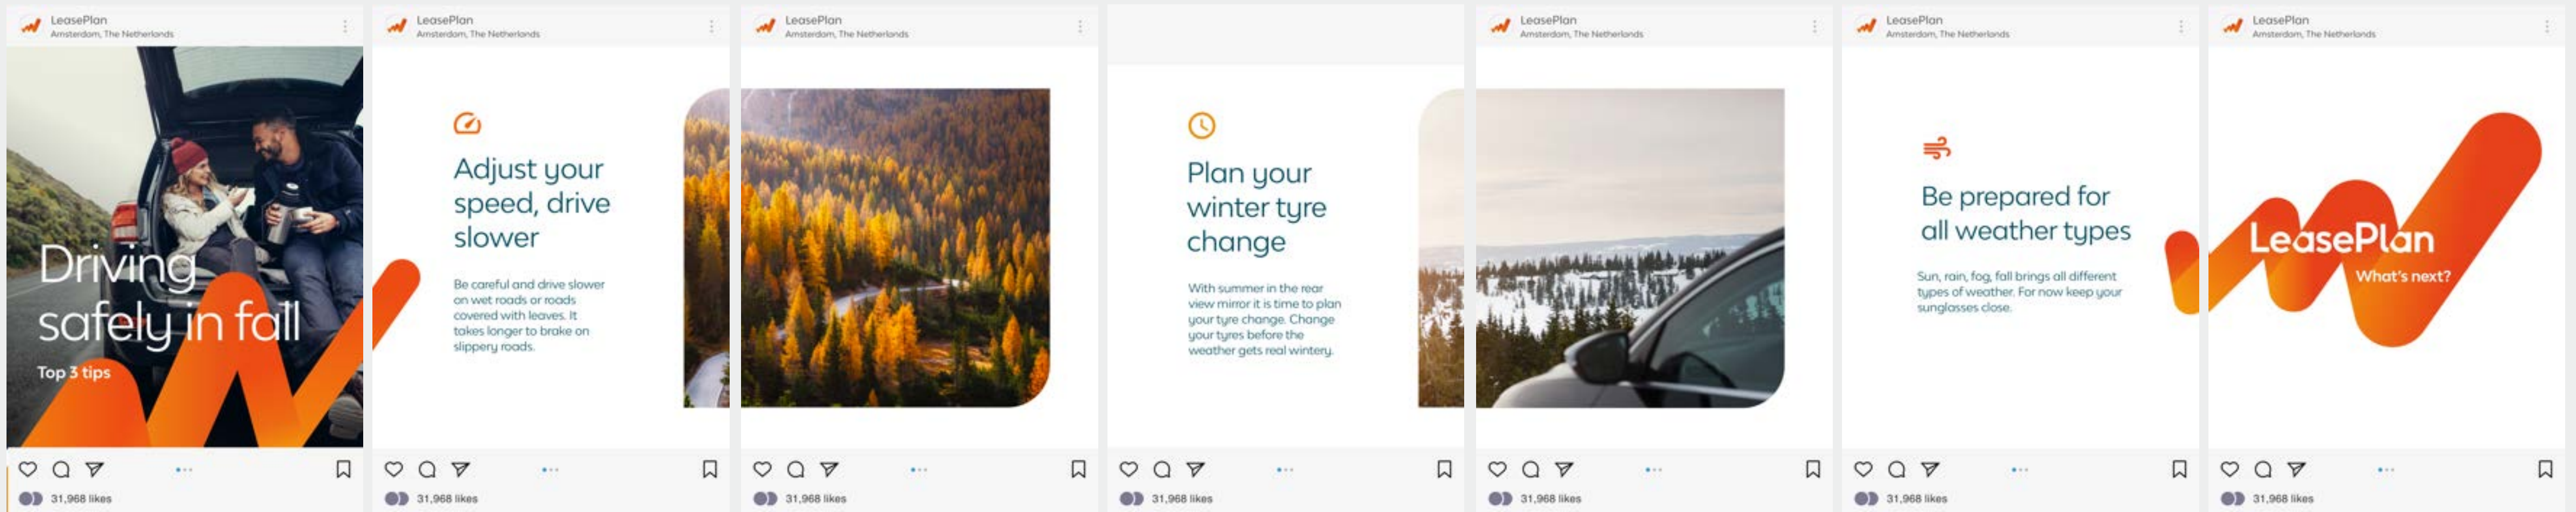 LeasePlan
Amsterdam, The Netherlands
Driving
safely in fall
Top 3 tips
31,968 likes
LeasePlan
Amsterdam, The Netherlands
Adjust your
speed, drive
slower
Be careful and drive slower
on wet roads or roads
covered with leaves. It
takes longer to brake on
slippery roads.
31,968 likes
LeasePlan
Amsterdam, The Netherlands
31,968 likes
Plan your
winter tyre
change
With summer in the rear
view mirror it is time to plan
your tyre change. Change
your tyres before the
weather gets real wintery.
31,968 likes
LeasePlan
Amsterdam, The Netherlands
31,968 likes
LeasePlan
Amsterdam, The Netherlands
Be prepared for
all weather types
Sun, rain, fog, fall brings all different
types of weather. For now keep your
sunglasses close.
31,968 likes
LeasePlan
Amsterdam, The Netherlands
LeasePlan
What's next?
31,968 likes